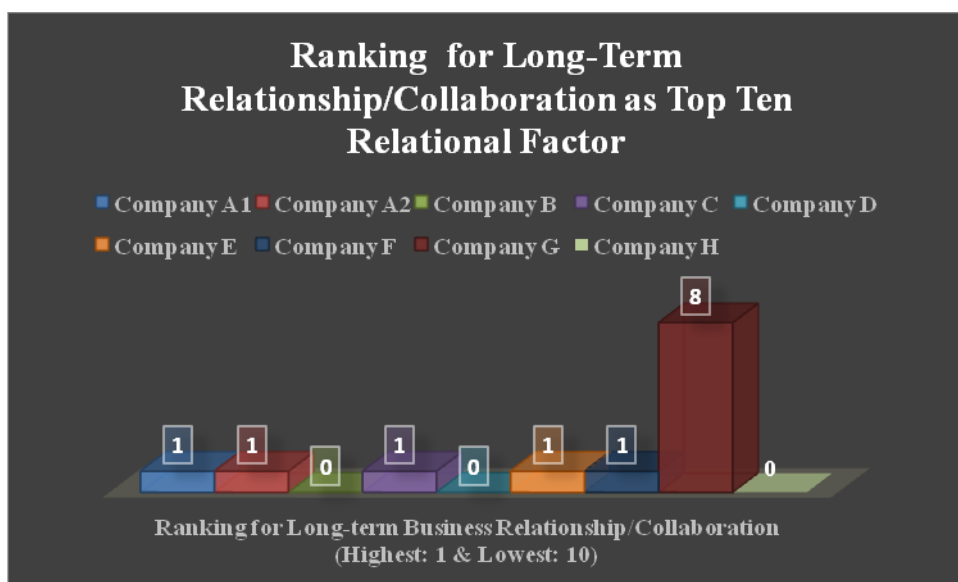 Ranking for Long-Term
Relationship/Collaboration as Top Ten
Relational Factor
Company A1 Company A2 Company B Company C Company D
Company E Company F Company G Company H
8
1 1 0 1 0 1 1 0
Ranking for Long-term Business Relationship/Collaboration
(Highest: 1 & Lowest: 10)